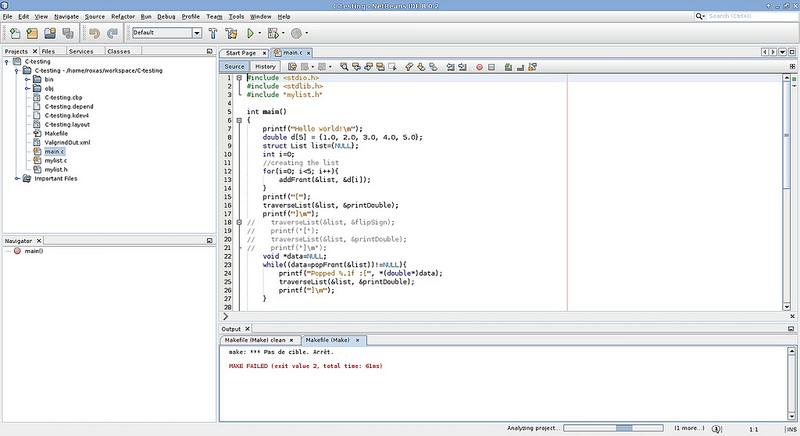 C-testing - NetBeans IDE 8.0.2
File Edit View Navigate Source Refactor Run Debug Profile Team Tools Window Help
Search (Ctrl+I)
Default
Projects Files Services Classes
C-testing
C-testing - /home/roxas/workspace/C-testing
bin
obj
C-testing.cbp
C-testing.depend
C-testing.kdev4
C-testing.layout
Makefile
ValgrindOut.xml
main.c
mylist.c
mylist.h
Important Files
Navigator
main()
Start Page main.c
Source History
1 #include <stdio.h>
2 #include <stdlib.h>
3 #include "mylist.h"
4
5 int main()
6 {
7 printf("Hello world!\n");
8 double d[5] = {1.0, 2.0, 3.0, 4.0, 5.0};
9 struct List list={NULL};
10 int i=0;
11 //creating the list
12 for(i=0; i<5; i++){
13 addFront(&list, &d[i]);
14 }
15 printf("[");
16 traverseList(&list, &printDouble);
17 printf("]\n");
18 // traverseList(&list, &flipSign);
19 // printf("[");
20 // traverseList(&list, &printDouble);
21 // printf("]\n");
22 void *data=NULL;
23 while((data=popFront(&list))!=NULL){
24 printf("Popped %.1f :[", *(double*)data);
25 traverseList(&list, &printDouble);
26 printf("]\n");
27 }
28
Output
Makefile (Make) clean Makefile (Make)
make: *** Pas de cible. Arrêt.
MAKE FAILED (exit value 2, total time: 61ms)
Analyzing project... (1 more...) 1:1 INS